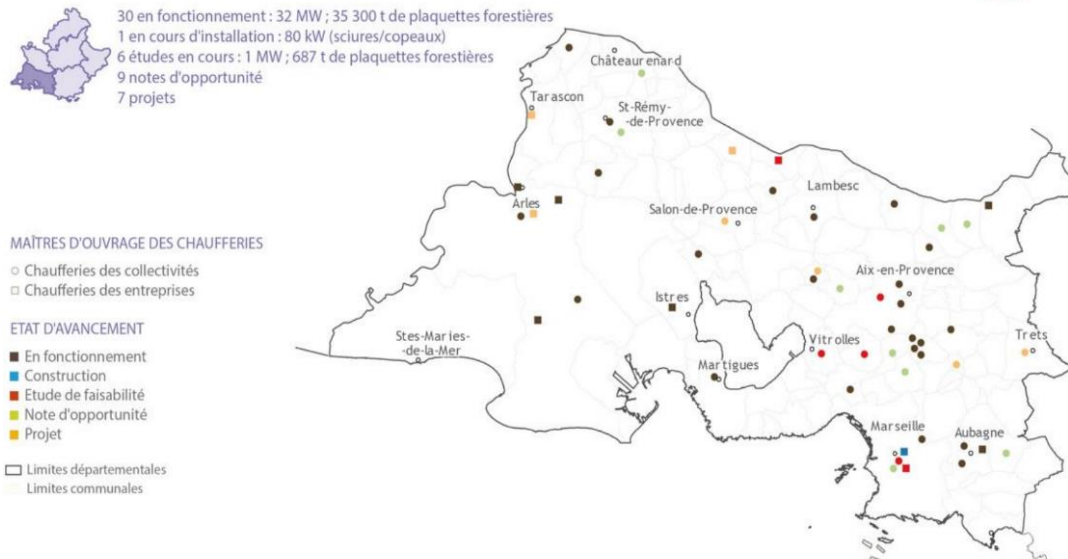 30 en fonctionnement : 32 MW ; 35 300 t de plaquettes forestières
1 en cours d'installation : 80 kW (sciures/copeaux)
6 études en cours : 1 MW ; 687 t de plaquettes forestières
9 notes d'opportunité
7 projets
Châteaurenard
Tarascon
St-Rémy-
-de-Provence
Arles
Lambesc
Salon-de-Provence
MAÎTRES D'OUVRAGE DES CHAUFFERIES
Chaufferies des collectivités
Chaufferies des entreprises
Aix-en-Provence
Istres
ETAT D'AVANCEMENT
En fonctionnement
Construction
Etude de faisabilité
Note d'opportunité
Projet
Stes-Maries-
-de-la-Mer
Vitrolles
Trets
Martigues
Marseille
Aubagne
Limites départementales
Limites communales